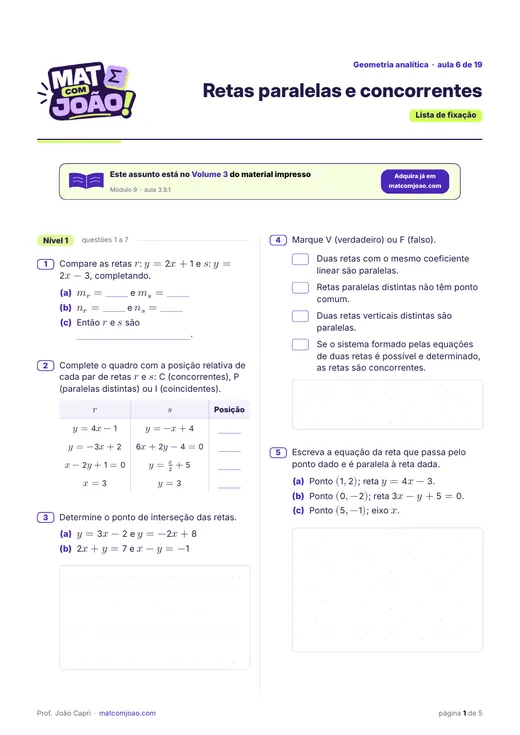 MAT
COM
JOÃO!
Geometria analítica · aula 6 de 19
Retas paralelas e concorrentes
Lista de fixação
Este assunto está no Volume 3 do material impresso
Módulo 9 · aula 3.9.1
Adquira já em
matcomjoao.com
Nível 1 questões 1 a 7
1 Compare as retas r: y = 2x + 1 e s: y =
2x − 3, completando.
(a) m_r = _____ e m_s = _____
(b) n_r = _____ e n_s = _____
(c) Então r e s são
_________________________.
2 Complete o quadro com a posição relativa de
cada par de retas r e s: C (concorrentes), P
(paralelas distintas) ou I (coincidentes).
r s Posição
y = 4x − 1 y = −x + 4 _____
y = −3x + 2 6x + 2y − 4 = 0 _____
x − 2y + 1 = 0 y = x/2 + 5 _____
x = 3 y = 3 _____
3 Determine o ponto de interseção das retas.
(a) y = 3x − 2 e y = −2x + 8
(b) 2x + y = 7 e x − y = −1
4 Marque V (verdadeiro) ou F (falso).
Duas retas com o mesmo coeficiente
linear são paralelas.
Retas paralelas distintas não têm ponto
comum.
Duas retas verticais distintas são
paralelas.
Se o sistema formado pelas equações
de duas retas é possível e determinado,
as retas são concorrentes.
5 Escreva a equação da reta que passa pelo
ponto dado e é paralela à reta dada.
(a) Ponto (1, 2); reta y = 4x − 3.
(b) Ponto (0, −2); reta 3x − y + 5 = 0.
(c) Ponto (5, −1); eixo x.
Prof. João Capri · matcomjoao.com
página 1 de 5